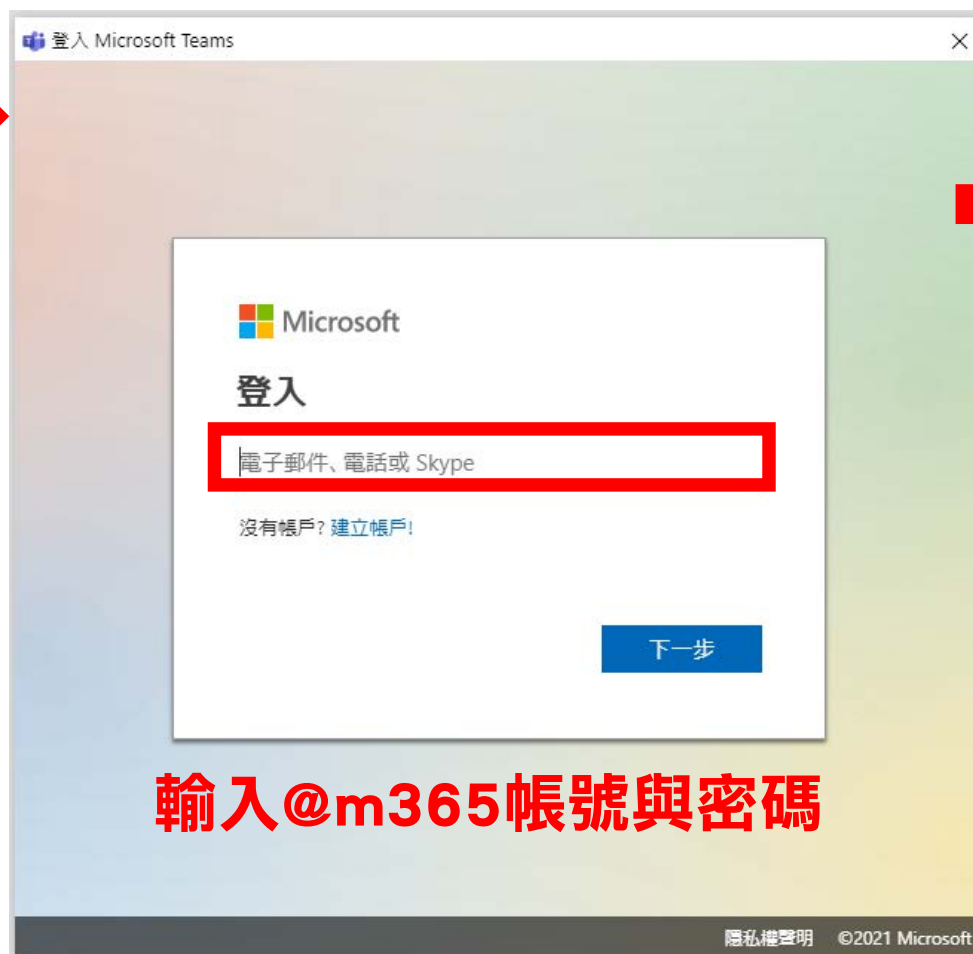 登入 Microsoft Teams
Microsoft
登入
電子郵件、電話或 Skype
沒有帳戶? 建立帳戶!
下一步
輸入@m365帳號與密碼
隱私權聲明 ©2021 Microsoft